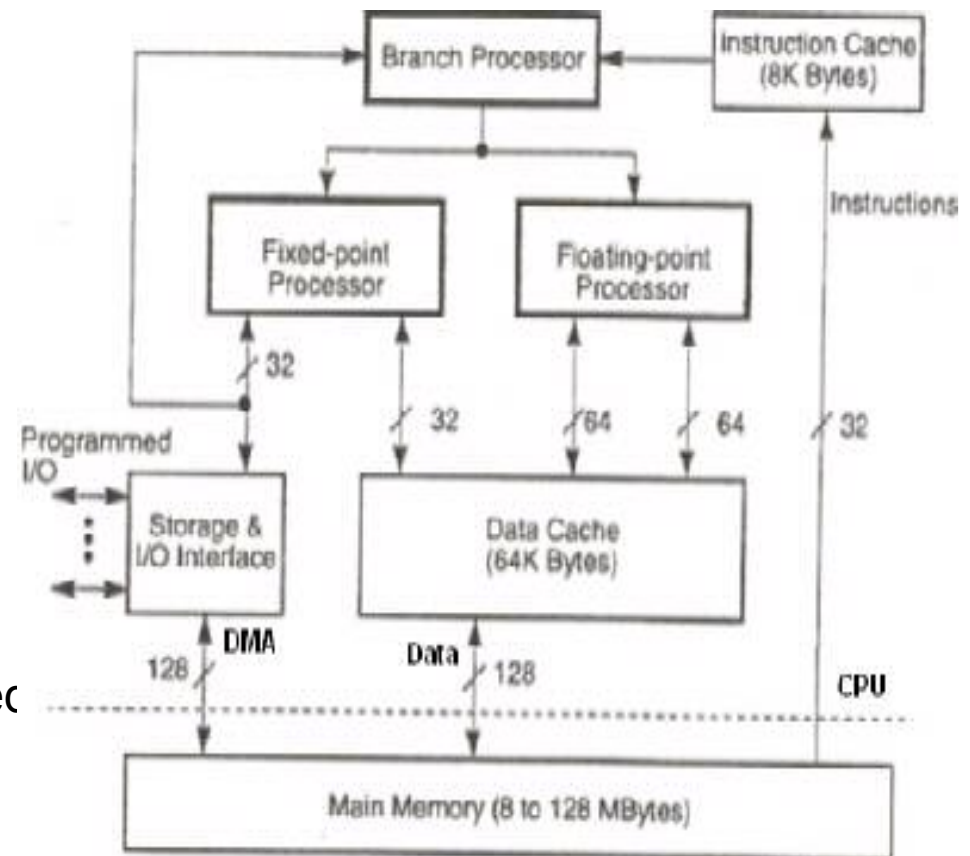 Branch Processor
Instruction Cache
(8K Bytes)
Instructions
Fixed-point
Processor
Floating-point
Processor
32
32
64
64
32
Programmed
I/O
Storage &
I/O Interface
Data Cache
(64K Bytes)
DMA
Data
128
128
CPU
Main Memory (8 to 128 MBytes)